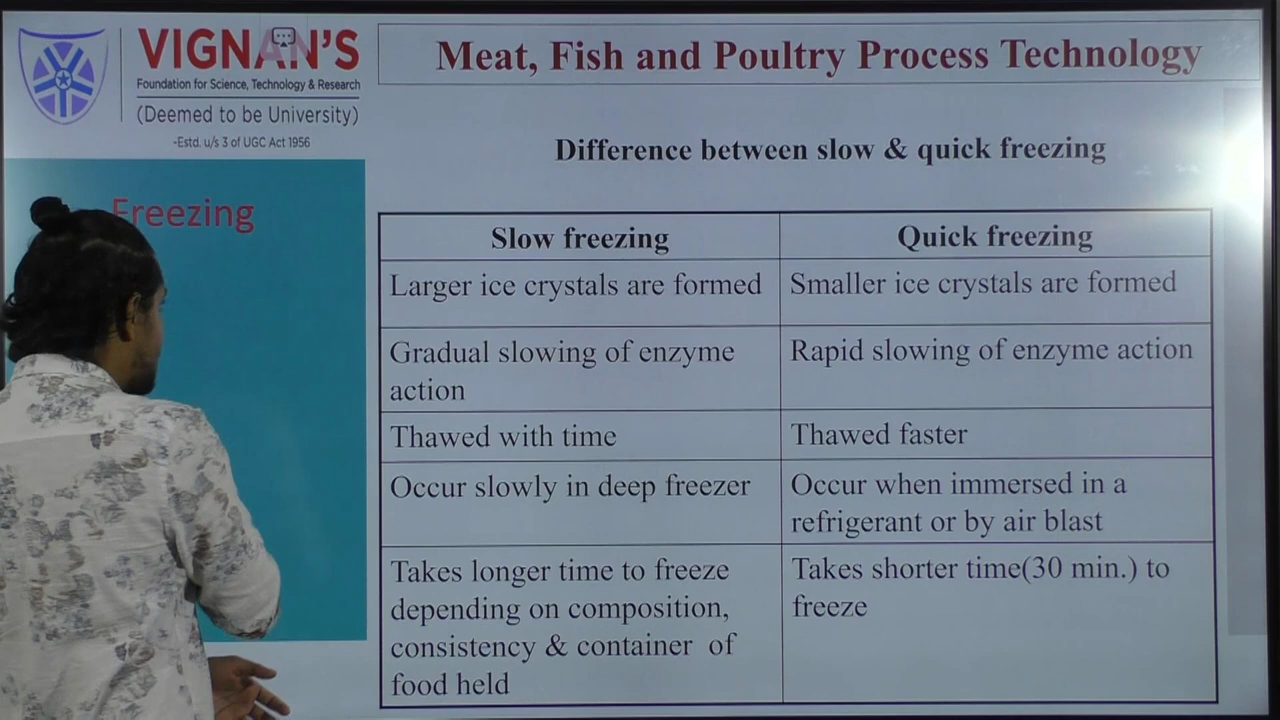 VIGNAN'S
Foundation for Science, Technology & Research
(Deemed to be University)
-Estd. u/s 3 of UGC Act 1956
Meat, Fish and Poultry Process Technology
Freezing
Difference between slow & quick freezing
Slow freezing
Quick freezing
Larger ice crystals are formed
Smaller ice crystals are formed
Gradual slowing of enzyme
action
Rapid slowing of enzyme action
Thawed with time
Thawed faster
Occur slowly in deep freezer
Occur when immersed in a
refrigerant or by air blast
Takes longer time to freeze
depending on composition,
consistency & container of
food held
Takes shorter time(30 min.) to
freeze